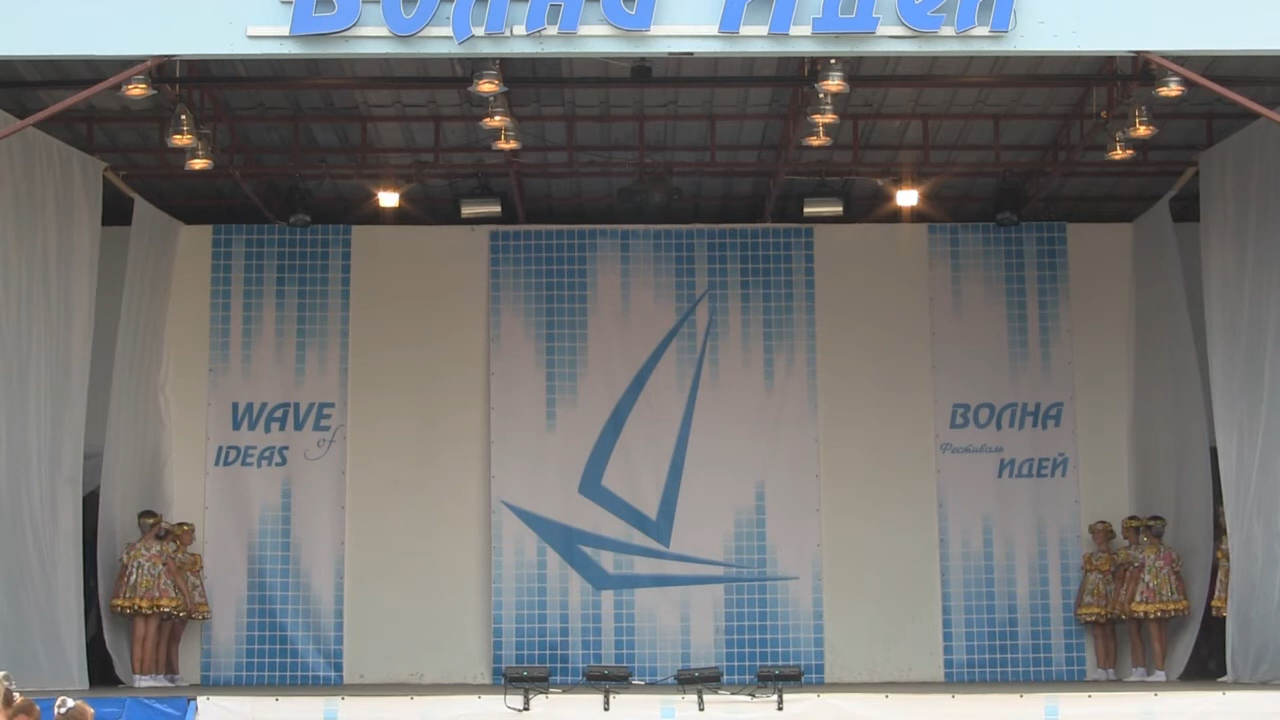 Волна Идей
WAVE
of
IDEAS
ВОЛНА
Фестиваль
ИДЕЙ